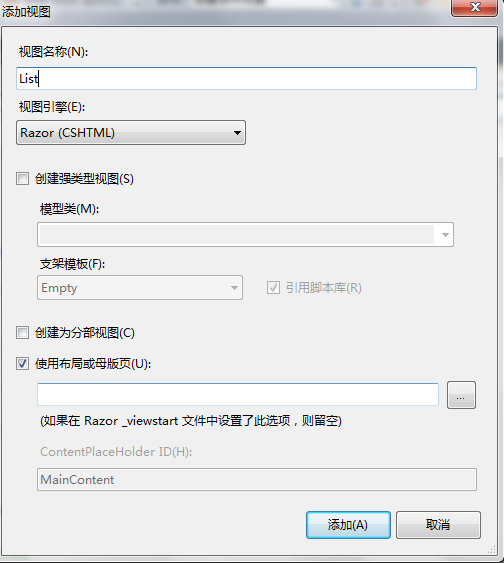 添加视图
视图名称(N):
List
视图引擎(E):
Razor (CSHTML)
创建强类型视图(S)
模型类(M):
支架模板(F):
Empty
引用脚本库(R)
创建为分部视图(C)
使用布局或母版页(U):
...
(如果在 Razor _viewstart 文件中设置了此选项，则留空)
ContentPlaceHolder ID(H):
MainContent
添加(A)
取消